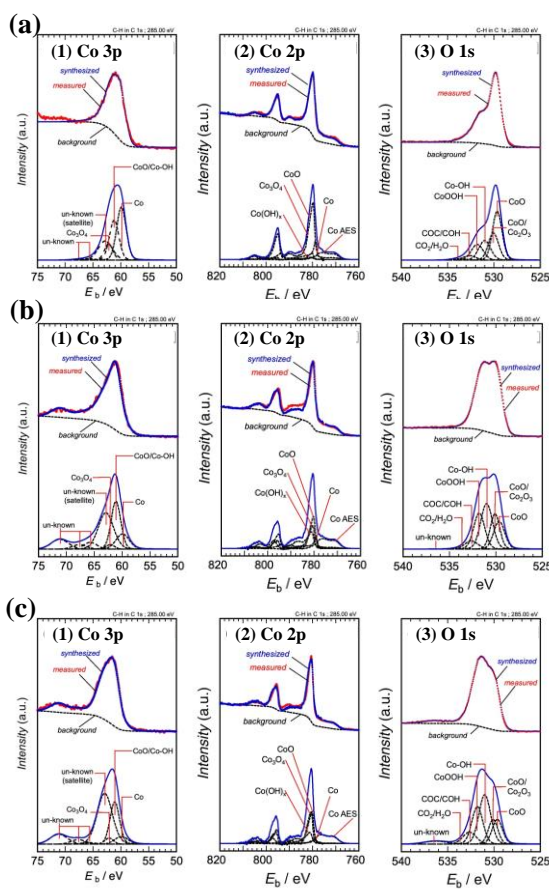 (a)
C-H in C 1s ; 285.00 eV
(1) Co 3p
synthesized
measured
background
CoO/Co-OH
un-known
(satellite)
Co
Co3O4
un-known
Intensity (a.u.)
75 70 65 60 55 50
Eb / eV
C-H in C 1s ; 285.00 eV
(2) Co 2p
synthesized
measured
background
CoO
Co3O4
Co(OH)x
Co
Co AES
Intensity (a.u.)
820 800 780 760
Eb / eV
C-H in C 1s ; 285.00 eV
(3) O 1s
synthesized
measured
background
Co-OH
CoOOH
CoO
COC/COH
CoO/
Co2O3
CO2/H2O
Intensity (a.u.)
540 535 530 525
Eb / eV
(b)
C-H in C 1s ; 285.00 eV
(1) Co 3p
synthesized
measured
background
CoO/Co-OH
Co3O4
un-known
(satellite)
Co
un-known
Intensity (a.u.)
75 70 65 60 55 50
Eb / eV
C-H in C 1s ; 285.00 eV
(2) Co 2p
synthesized
measured
background
CoO
Co3O4
Co(OH)x
Co
Co AES
Intensity (a.u.)
820 800 780 760
Eb / eV
C-H in C 1s ; 285.00 eV
(3) O 1s
synthesized
measured
background
Co-OH
CoOOH
CoO/
Co2O3
COC/COH
CO2/H2O
CoO
un-known
Intensity (a.u.)
540 535 530 525
Eb / eV
(c)
C-H in C 1s ; 285.00 eV
(1) Co 3p
synthesized
measured
background
CoO/Co-OH
un-known
(satellite)
Co3O4
Co
un-known
Intensity (a.u.)
75 70 65 60 55 50
Eb / eV
C-H in C 1s ; 285.00 eV
(2) Co 2p
synthesized
measured
background
CoO
Co3O4
Co(OH)x
Co
Co AES
Intensity (a.u.)
820 800 780 760
Eb / eV
C-H in C 1s ; 285.00 eV
(3) O 1s
synthesized
measured
background
Co-OH
CoOOH
CoO/
Co2O3
COC/COH
CO2/H2O
CoO
un-known
Intensity (a.u.)
540 535 530 525
Eb / eV